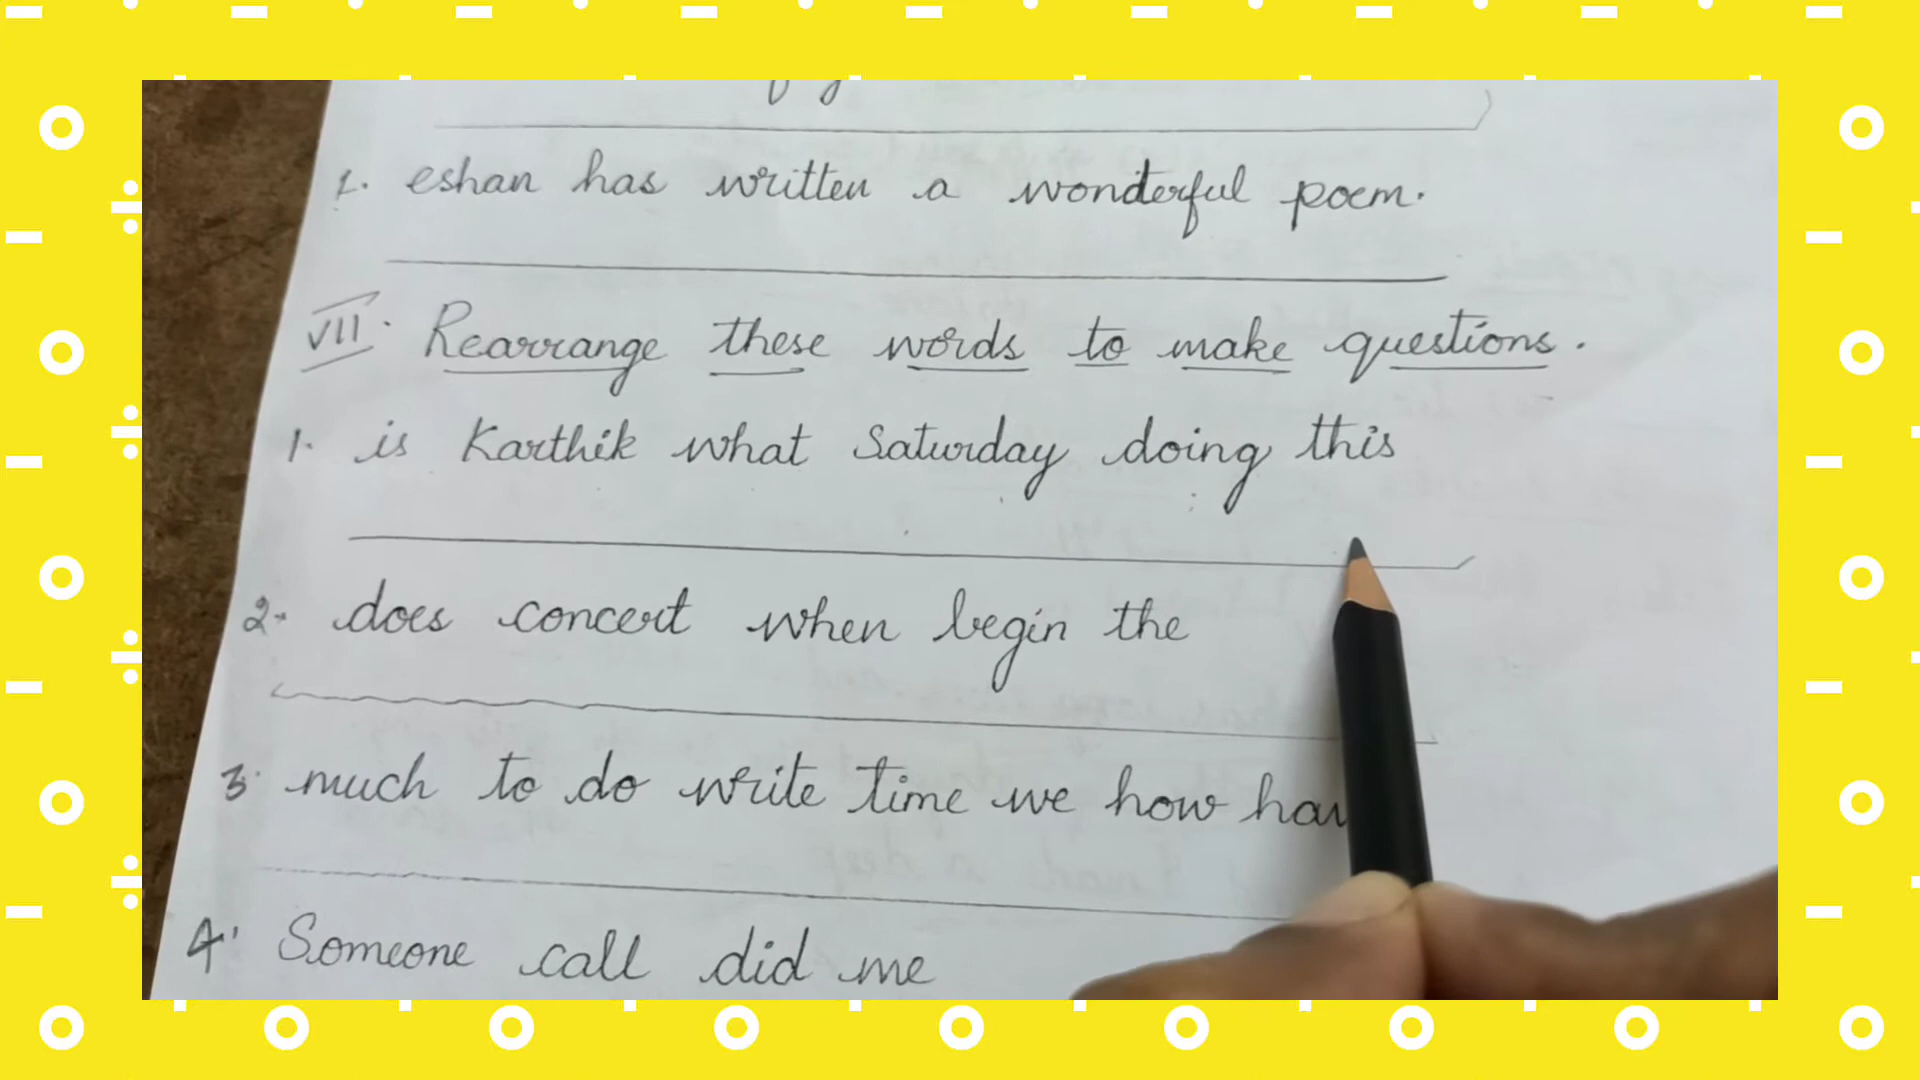 1. eshan has written a wonderful poem.
VII. Rearrange these words to make questions.
1. is Karthik what Saturday doing this
2. does concert when begin the
3. much to do write time we how
4. Someone call did me